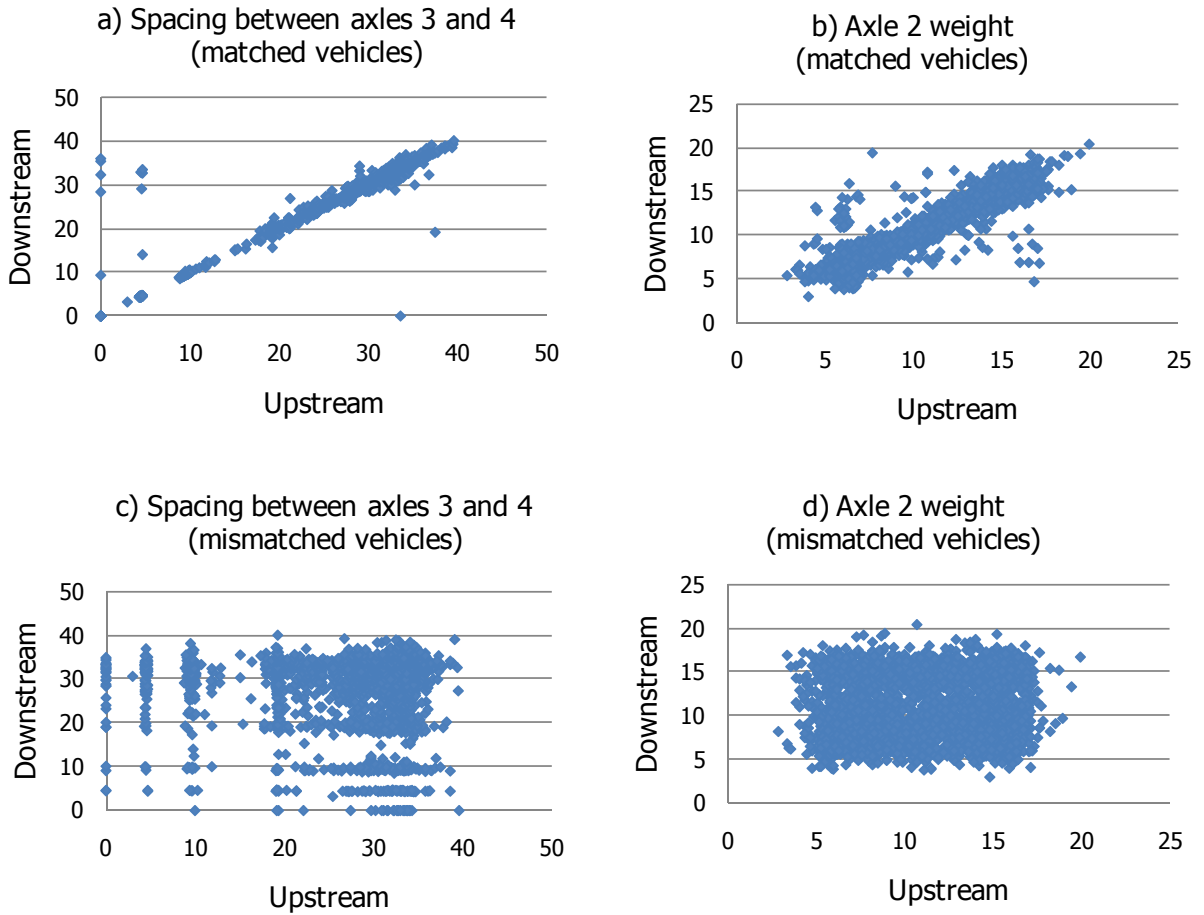 a) Spacing between axles 3 and 4
(matched vehicles)
50
40
30
20
10
0
Downstream
0 10 20 30 40 50
Upstream
b) Axle 2 weight
(matched vehicles)
25
20
15
10
5
0
Downstream
0 5 10 15 20 25
Upstream
c) Spacing between axles 3 and 4
(mismatched vehicles)
50
40
30
20
10
0
Downstream
0 10 20 30 40 50
Upstream
d) Axle 2 weight
(mismatched vehicles)
25
20
15
10
5
0
Downstream
0 5 10 15 20 25
Upstream